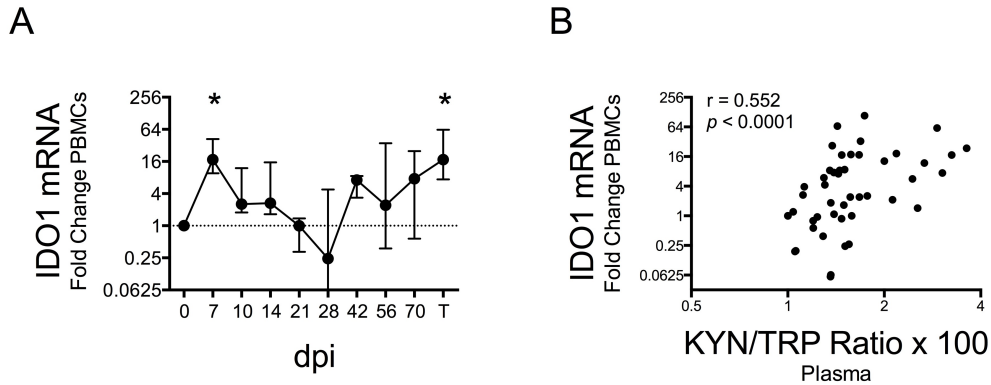 A
IDO1 mRNA
Fold Change PBMCs
256
64
16
4
1
0.25
0.0625
* *
0 7 10 14 21 28 42 56 70 T
dpi
B
IDO1 mRNA
Fold Change PBMCs
256
64
16
4
1
0.25
0.0625
r = 0.552
p < 0.0001
0.5 1 2 4
KYN/TRP Ratio x 100
Plasma